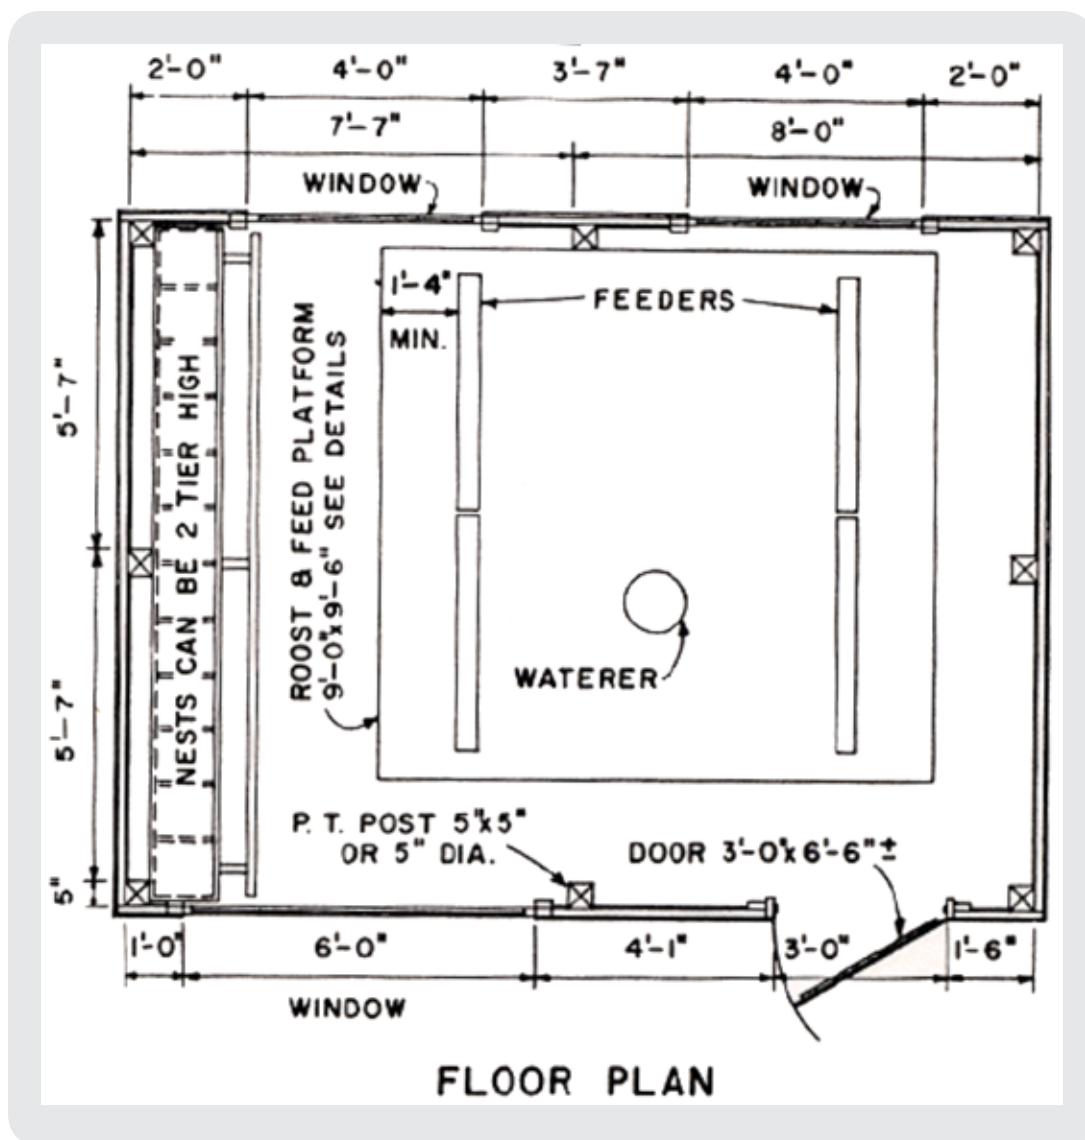 2'-0" 4'-0" 3'-7" 4'-0" 2'-0"
7'-7" 8'-0"
WINDOW WINDOW
1'-4"
MIN.
FEEDERS
5'-7"
NESTS CAN BE 2 TIER HIGH
ROOST & FEED PLATFORM
9'-0"x9'-6" SEE DETAILS
WATERER
5'-7"
P. T. POST 5"x5"
OR 5" DIA.
DOOR 3'-0"x6'-6"±
5"
1'-0" 6'-0" 4'-1" 3'-0" 1'-6"
WINDOW
FLOOR PLAN